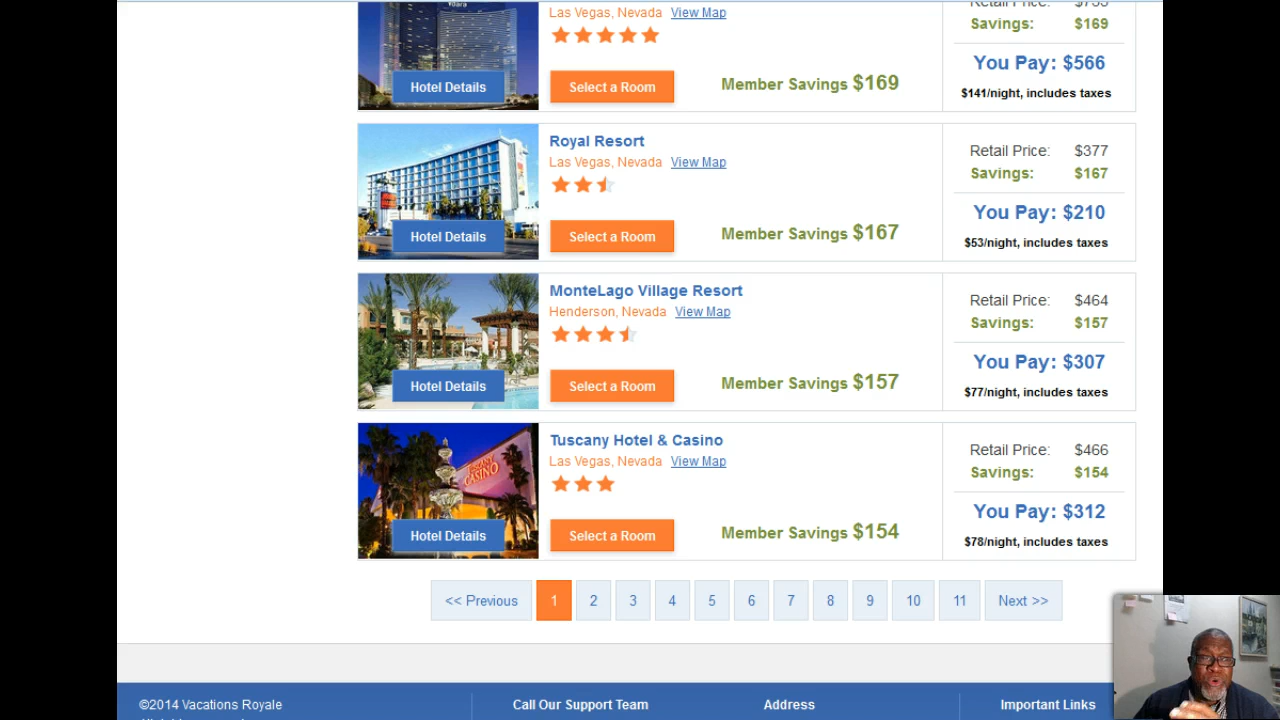 Las Vegas, Nevada View Map
Savings: $169
Hotel Details
Select a Room
Member Savings $169
You Pay: $566
$141/night, includes taxes
Royal Resort
Las Vegas, Nevada View Map
Hotel Details
Select a Room
Member Savings $167
Retail Price: $377
Savings: $167
You Pay: $210
$53/night, includes taxes
MonteLago Village Resort
Henderson, Nevada View Map
Hotel Details
Select a Room
Member Savings $157
Retail Price: $464
Savings: $157
You Pay: $307
$77/night, includes taxes
Tuscany Hotel & Casino
Las Vegas, Nevada View Map
TUSCANY
CASINO
Hotel Details
Select a Room
Member Savings $154
Retail Price: $466
Savings: $154
You Pay: $312
$78/night, includes taxes
<< Previous 1 2 3 4 5 6 7 8 9 10 11 Next >>
©2014 Vacations Royale
Call Our Support Team
Address
Important Links